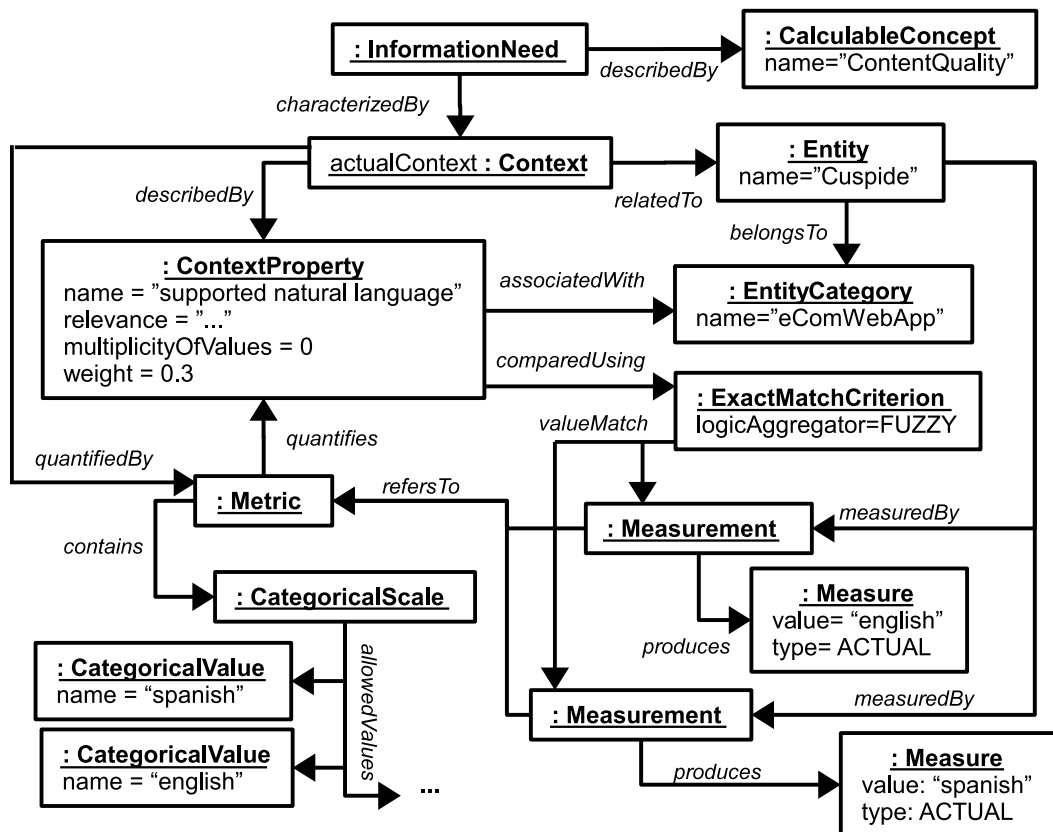 : InformationNeed
: CalculableConcept
name=”ContentQuality”
describedBy
characterizedBy
actualContext : Context
: Entity
name=”Cuspide”
describedBy
relatedTo
belongsTo
: ContextProperty
name = ”supported natural language”
relevance = ”...”
multiplicityOfValues = 0
weight = 0.3
associatedWith
: EntityCategory
name=”eComWebApp”
comparedUsing
: ExactMatchCriterion
logicAggregator=FUZZY
valueMatch
quantifies
quantifiedBy
: Metric
refersTo
: Measurement
measuredBy
contains
: CategoricalScale
: Measure
value= “english”
type= ACTUAL
produces
allowedValues
: CategoricalValue
name = “spanish”
: Measurement
measuredBy
: CategoricalValue
name = “english”
...
produces
: Measure
value: “spanish”
type: ACTUAL